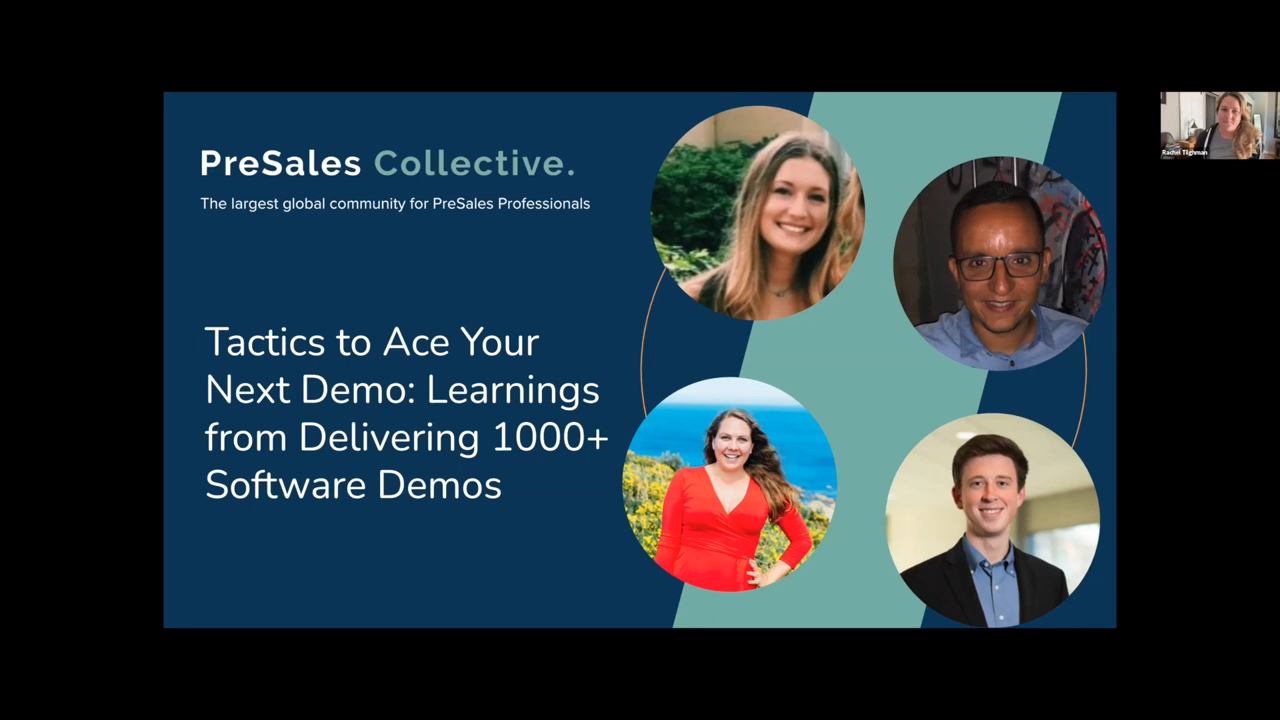 PreSales Collective.
The largest global community for PreSales Professionals
Tactics to Ace Your
Next Demo: Learnings
from Delivering 1000+
Software Demos
Rachel Tilghman